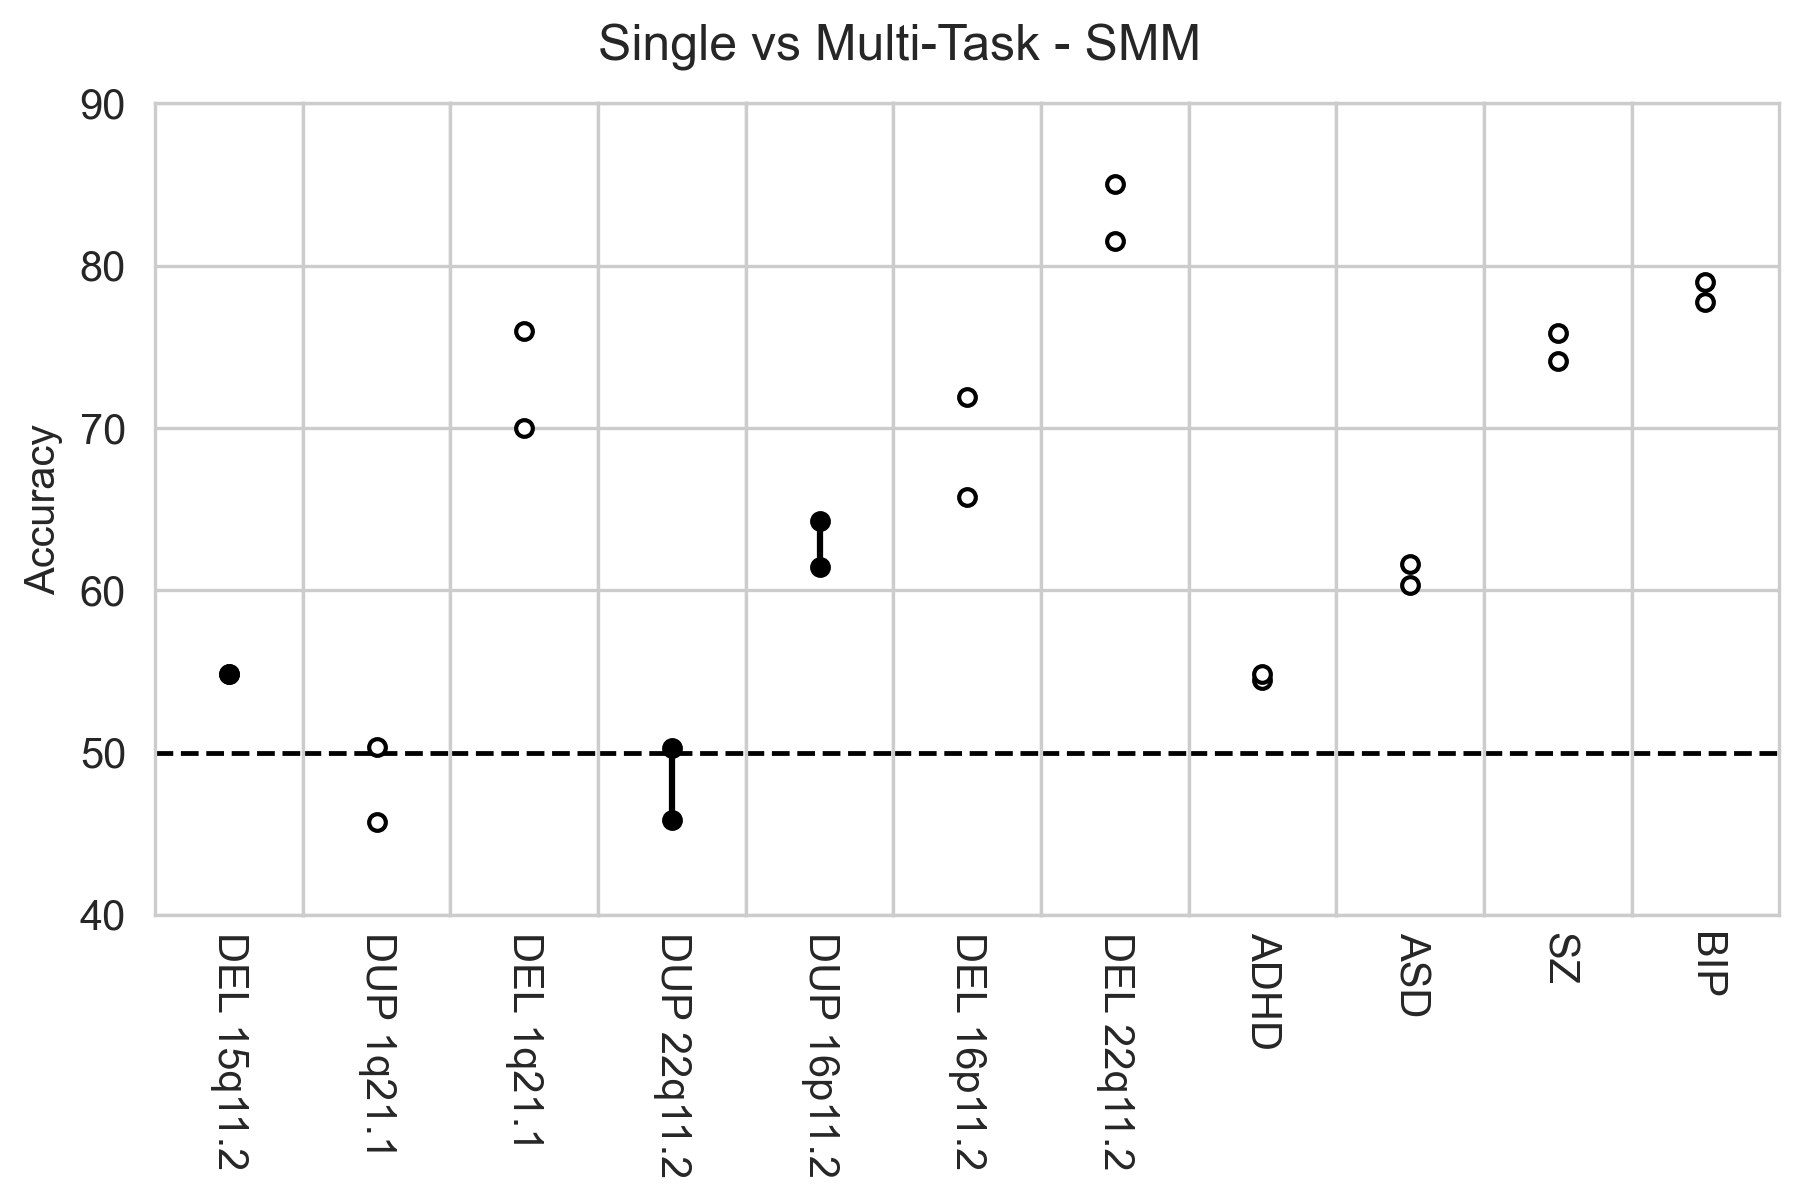 Single vs Multi-Task - SMM
Accuracy
90
80
70
60
50
40
DEL 15q11.2
DUP 1q21.1
DEL 1q21.1
DUP 22q11.2
DUP 16p11.2
DEL 16p11.2
DEL 22q11.2
ADHD
ASD
SZ
BIP